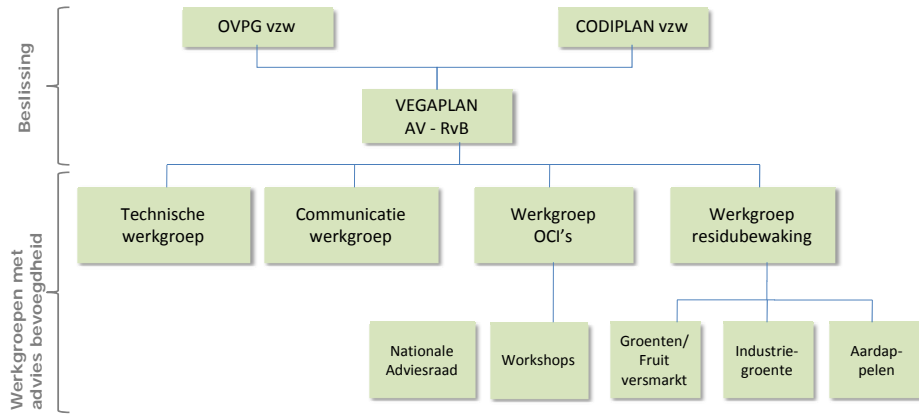 OVPG vzw
CODIPLAN vzw
Beslissing
VEGAPLAN
AV - RvB
Technische
werkgroep
Communicatie
werkgroep
Werkgroep
OCI's
Werkgroep
residubewaking
Werkgroepen met
advies bevoegdheid
Nationale
Adviesraad
Workshops
Groenten/
Fruit
versmarkt
Industrie-
groente
Aardap-
pelen